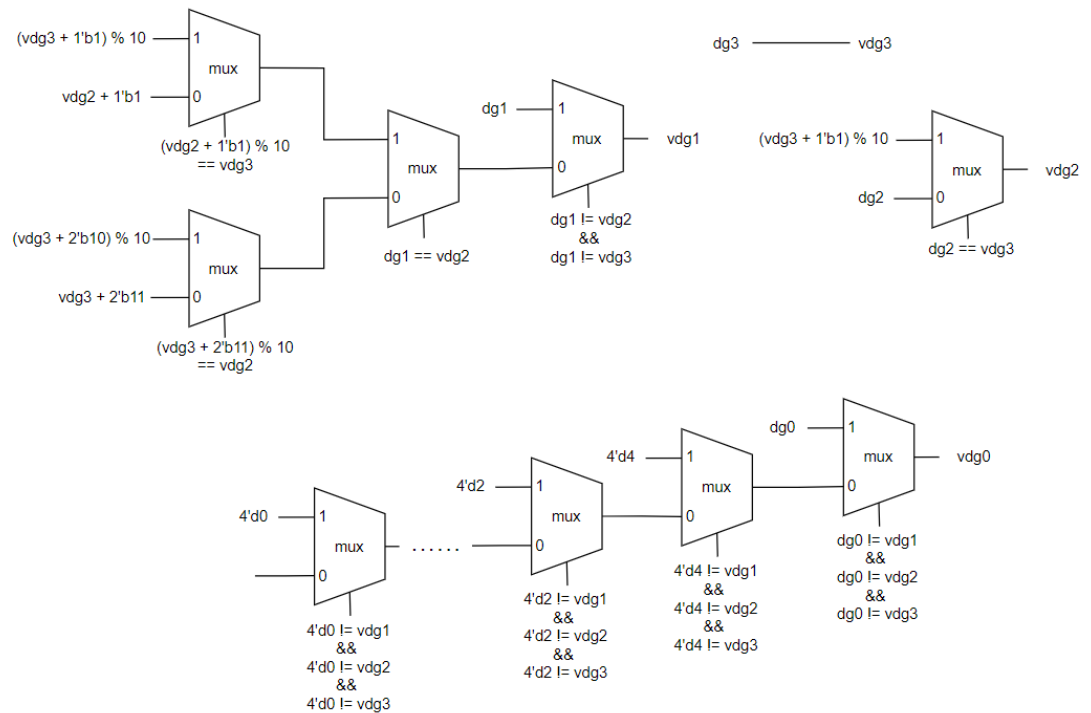 (vdg3 + 1'b1) % 10
1
mux
vdg2 + 1'b1
0
(vdg2 + 1'b1) % 10
== vdg3
(vdg3 + 2'b10) % 10
1
mux
vdg3 + 2'b11
0
(vdg3 + 2'b11) % 10
== vdg2
1
mux
0
dg1 == vdg2
dg1
1
mux
vdg1
0
dg1 != vdg2
&&
dg1 != vdg3
dg3
vdg3
(vdg3 + 1'b1) % 10
1
mux
vdg2
dg2
0
dg2 == vdg3
4'd0
1
mux
0
......
4'd0 != vdg1
&&
4'd0 != vdg2
&&
4'd0 != vdg3
4'd2
1
mux
0
4'd2 != vdg1
&&
4'd2 != vdg2
&&
4'd2 != vdg3
4'd4
1
mux
0
4'd4 != vdg1
&&
4'd4 != vdg2
&&
4'd4 != vdg3
dg0
1
mux
vdg0
0
dg0 != vdg1
&&
dg0 != vdg2
&&
dg0 != vdg3